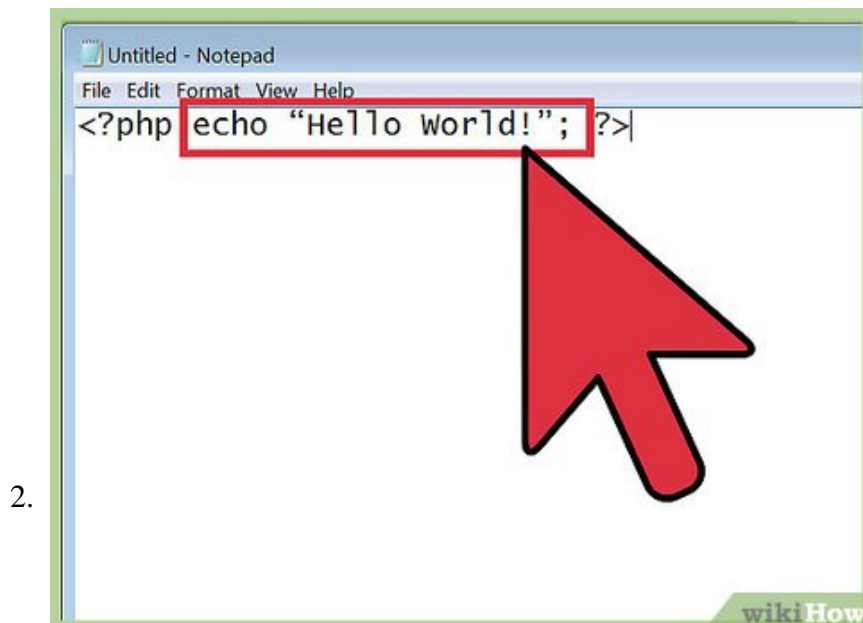 Untitled - Notepad
File Edit Format View Help
<?php echo “Hello World!”; ?>
2.
wikiHow